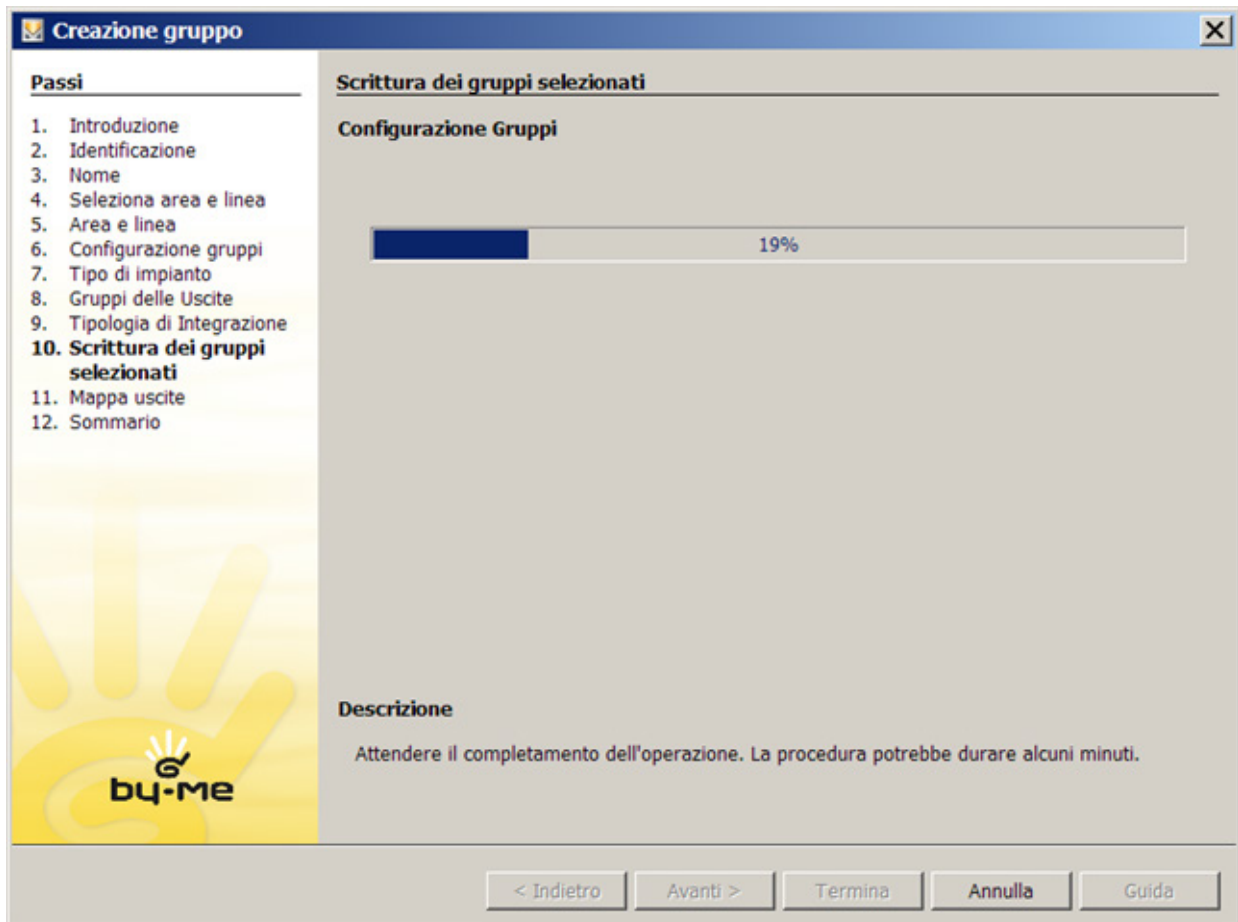 Creazione gruppo
Passi
1. Introduzione
2. Identificazione
3. Nome
4. Seleziona area e linea
5. Area e linea
6. Configurazione gruppi
7. Tipo di impianto
8. Gruppi delle Uscite
9. Tipologia di Integrazione
10. Scrittura dei gruppi
selezionati
11. Mappa uscite
12. Sommario
by-me
Scrittura dei gruppi selezionati
Configurazione Gruppi
19%
Descrizione
Attendere il completamento dell'operazione. La procedura potrebbe durare alcuni minuti.
< Indietro
Avanti >
Termina
Annulla
Guida